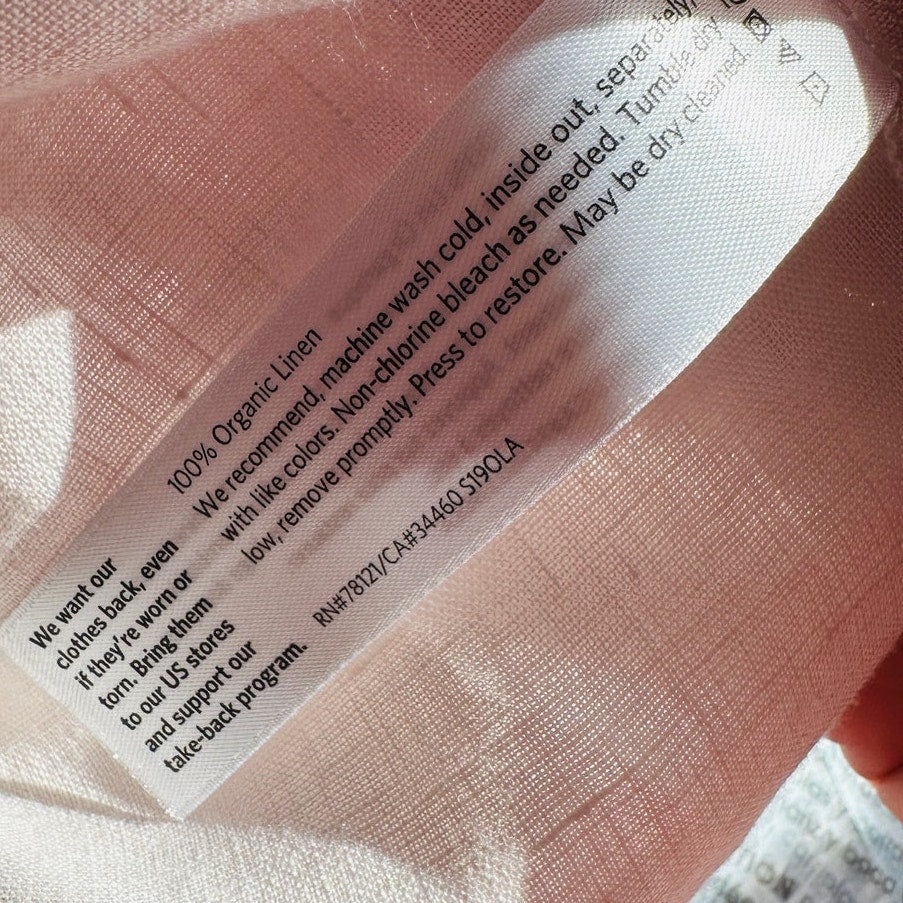 100% Organic Linen
We recommend, machine wash cold, inside out, separately,
with like colors. Non-chlorine bleach as needed. Tumble dry
low, remove promptly. Press to restore. May be dry cleaned.
RN#78121/CA#34460 S19OLA
We want our
clothes back, even
if they're worn or
torn. Bring them
to our US stores
and support our
take-back program.